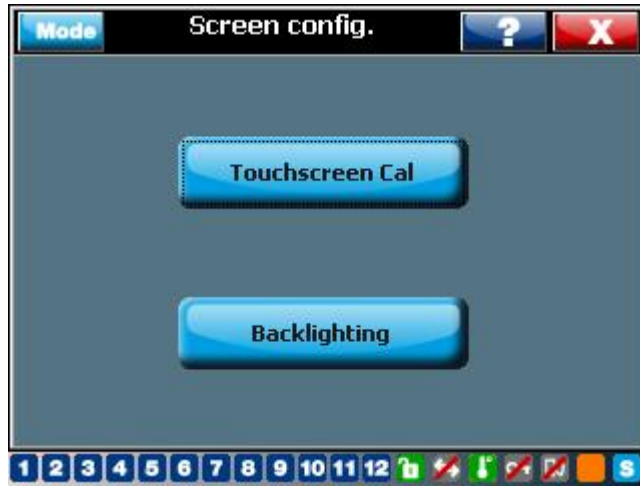 Mode Screen config. ? X
Touchscreen Cal
Backlighting
1 2 3 4 5 6 7 8 9 10 11 12 S